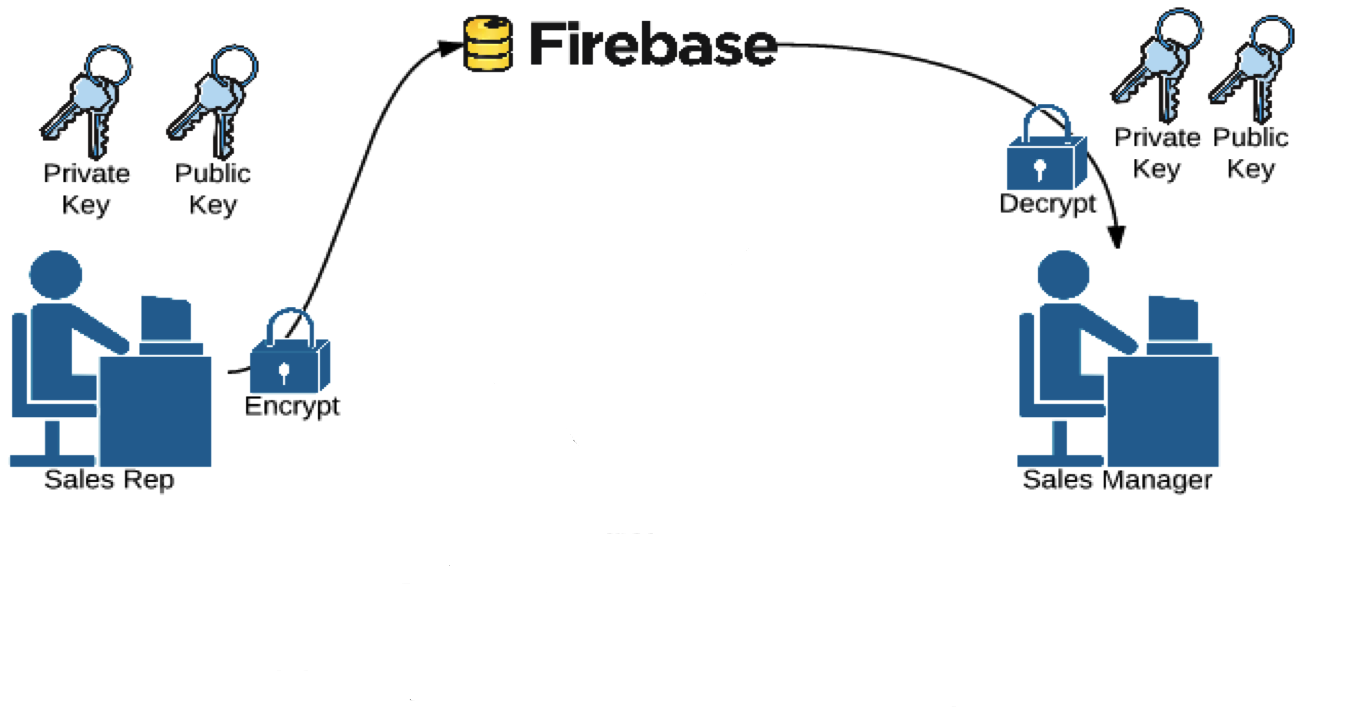 Firebase
Private
Key
Public
Key
Private
Key
Public
Key
Decrypt
Encrypt
Sales Rep
Sales Manager